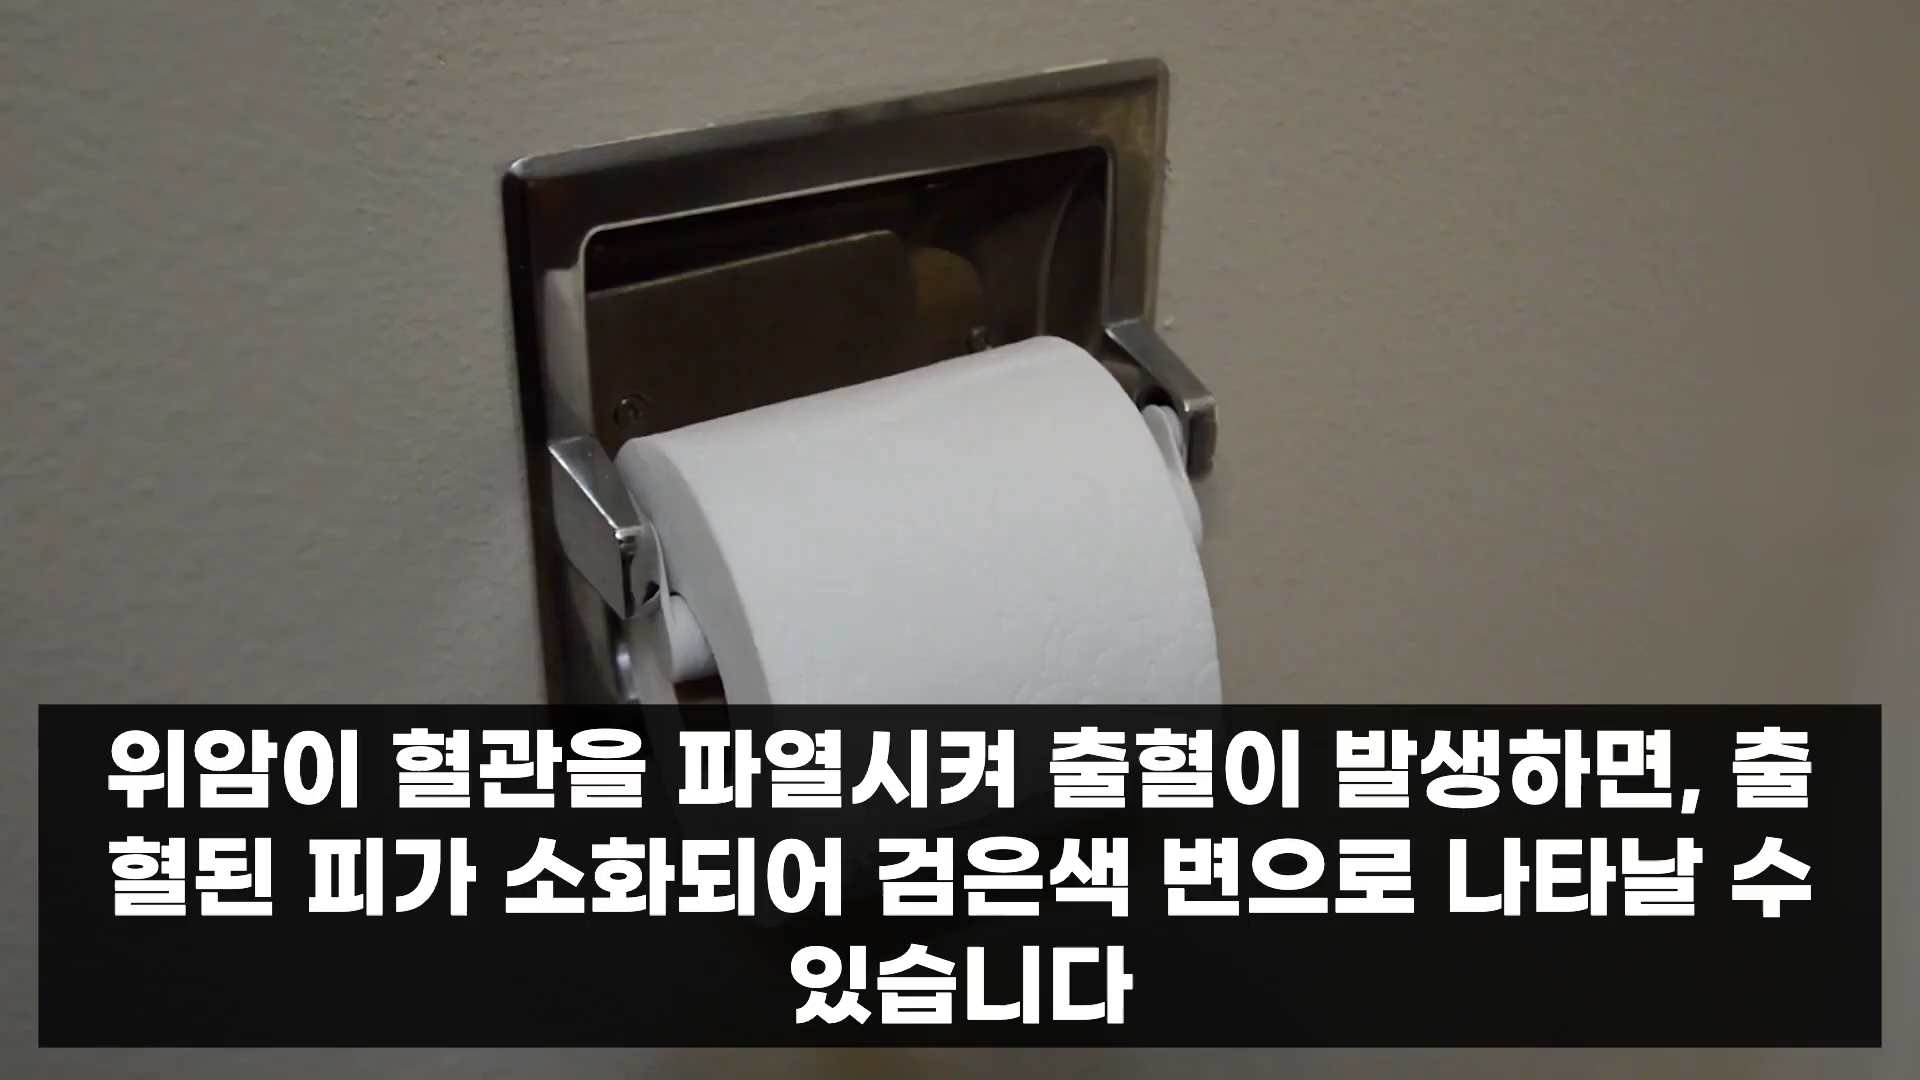 위암이 혈관을 파열시켜 출혈이 발생하면, 출
혈된 피가 소화되어 검은색 변으로 나타날 수
있습니다